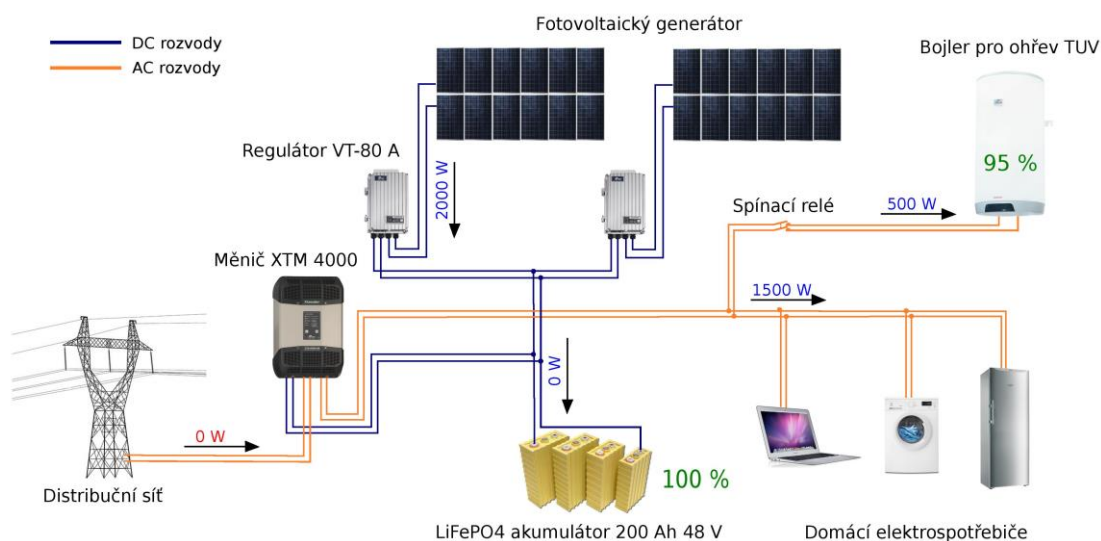 Fotovoltaický generátor
DC rozvody
AC rozvody
Bojler pro ohřev TUV
Regulátor VT-80 A
2000 W
95 %
Spínací relé
500 W
Měnič XTM 4000
1500 W
0 W
0 W
100 %
Distribuční síť
LiFePO4 akumulátor 200 Ah 48 V
Domácí elektrospotřebiče